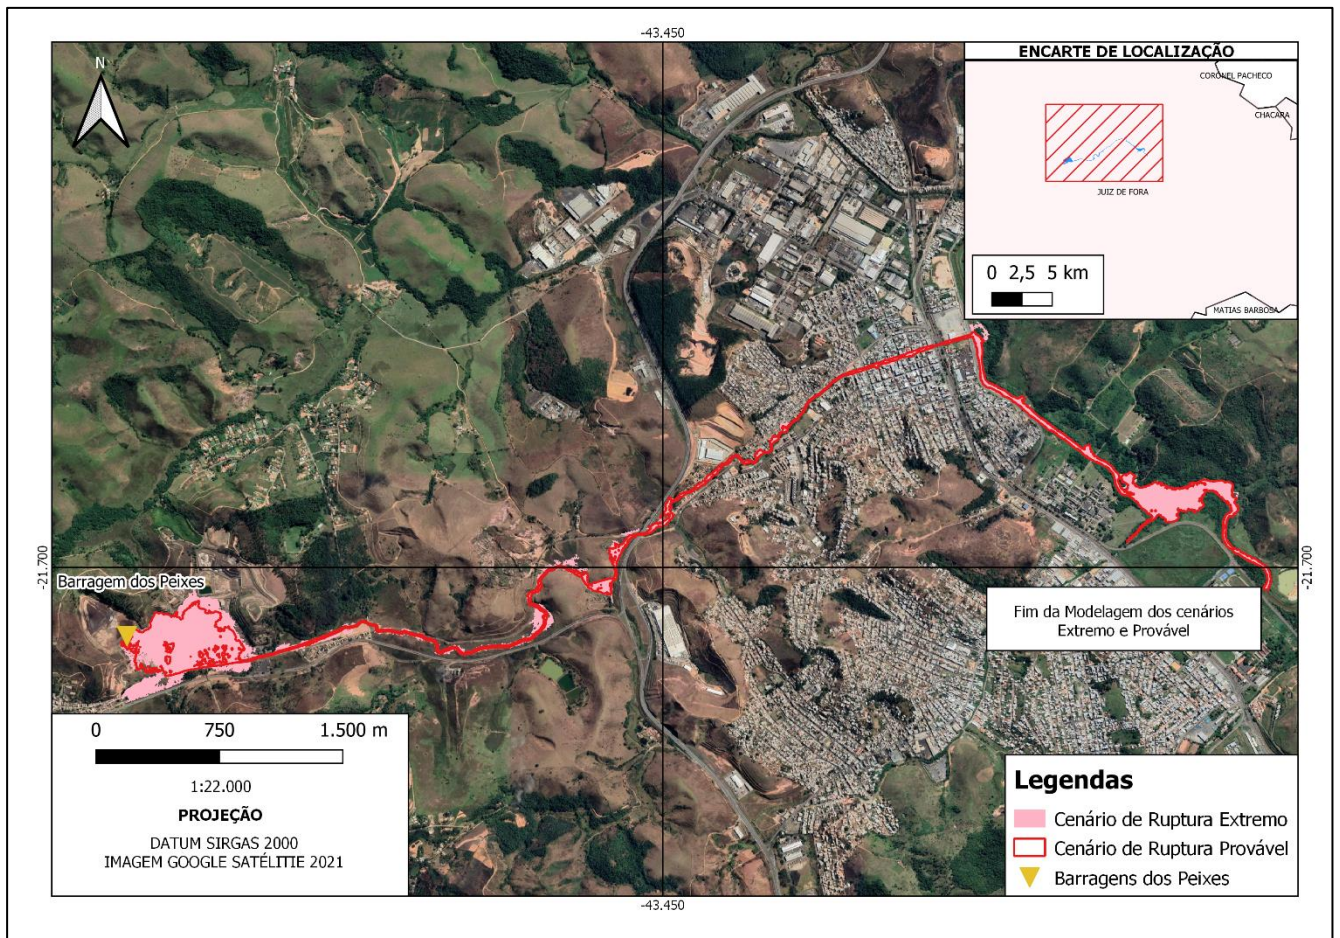 -43.450
N
ENCARTE DE LOCALIZAÇÃO
CORONEL PACHECO
CHÁCARA
JUIZ DE FORA
0 2,5 5 km
MATIAS BARBOSA
-21.700
-21.700
Barragem dos Peixes
Fim da Modelagem dos cenários
Extremo e Provável
0 750 1.500 m
1:22.000
PROJEÇÃO
DATUM SIRGAS 2000
IMAGEM GOOGLE SATÉLITIE 2021
Legendas
Cenário de Ruptura Extremo
Cenário de Ruptura Provável
Barragens dos Peixes
-43.450